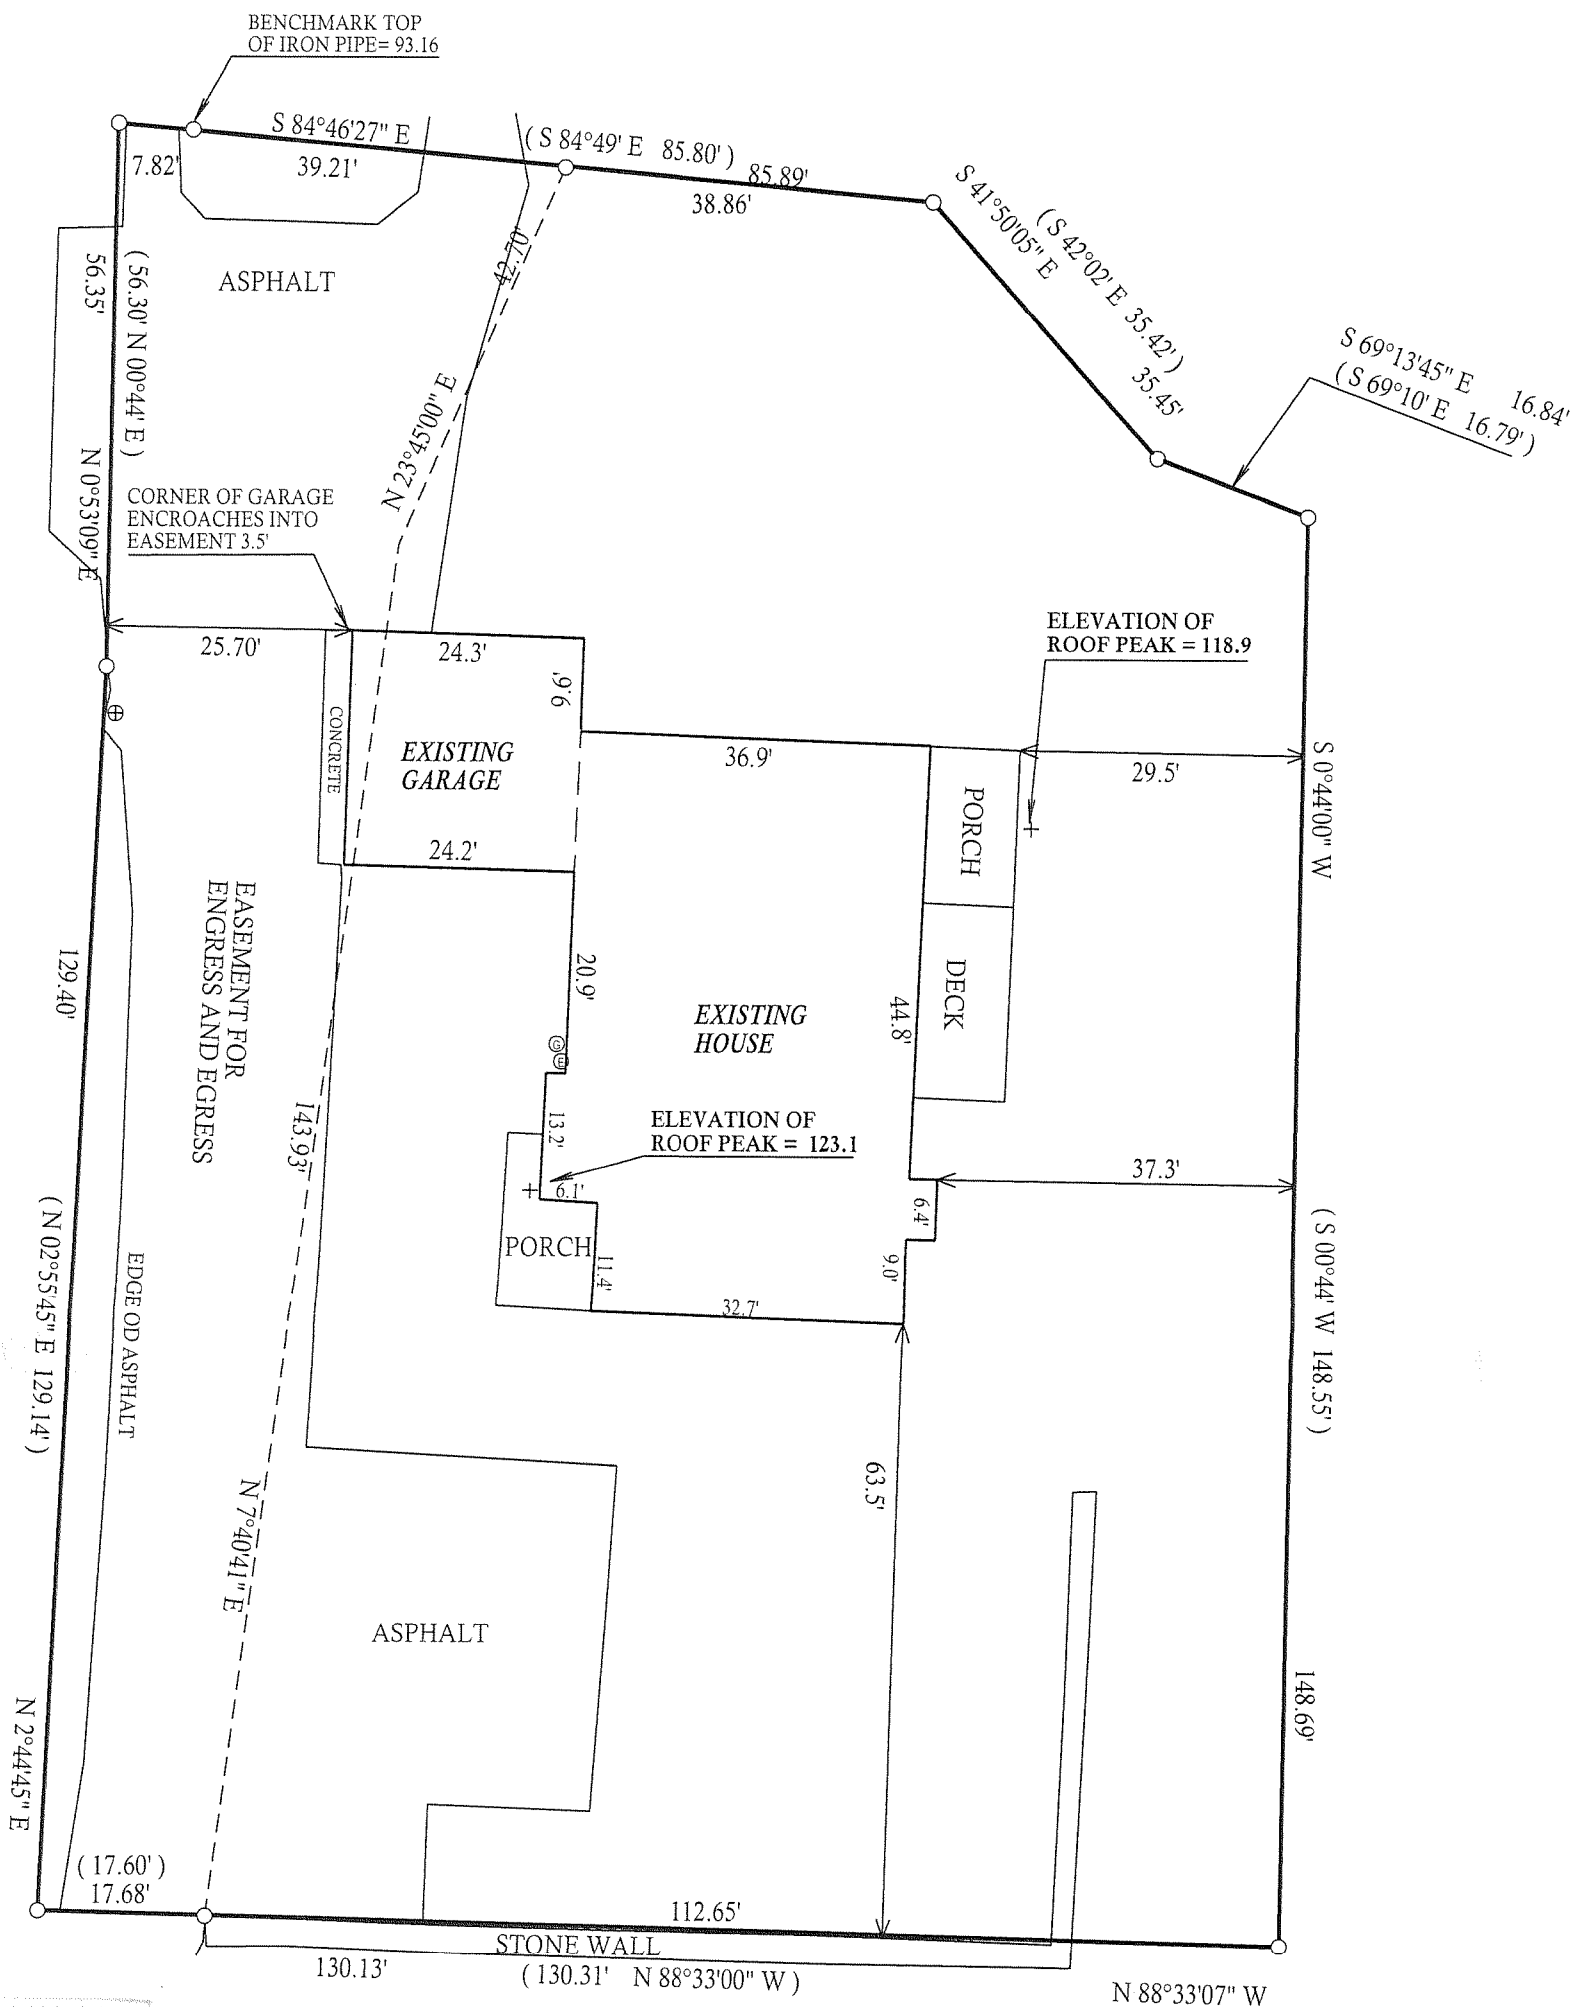 BENCHMARK TOP
OF IRON PIPE= 93.16
S 84°46'27" E
( S 84°49' E 85.80' )
85.89'
7.82'
39.21'
38.86'
S 41°50'05" E
( S 42°02' E 35.42')
35.45'
S 69°13'45" E 16.84'
( S 69°10' E 16.79' )
56.35'
(56.30' N 00°44' E )
N 0°53'09" E
ASPHALT
42.70'
N 23°45'00" E
CORNER OF GARAGE
ENCROACHES INTO
EASEMENT 3.5'
25.70'
24.3'
9.6'
CONCRETE
EXISTING
GARAGE
24.2'
36.9'
ELEVATION OF
ROOF PEAK = 118.9
29.5'
S 0°44'00" W
PORCH
DECK
20.9'
44.8'
EXISTING
HOUSE
G
E
EASEMENT FOR
ENGRESS AND EGRESS
129.40'
143.93'
13.2'
ELEVATION OF
ROOF PEAK = 123.1
6.1'
PORCH
11.4'
32.7'
37.3'
6.4'
9.0'
( S 00°44' W 148.55' )
( N 02°55'45" E 129.14' )
EDGE OD ASPHALT
63.5'
N 7°40'41" E
ASPHALT
148.69'
N 2°44'45" E
( 17.60' )
17.68'
112.65'
STONE WALL
130.13'
( 130.31' N 88°33'00" W )
N 88°33'07" W